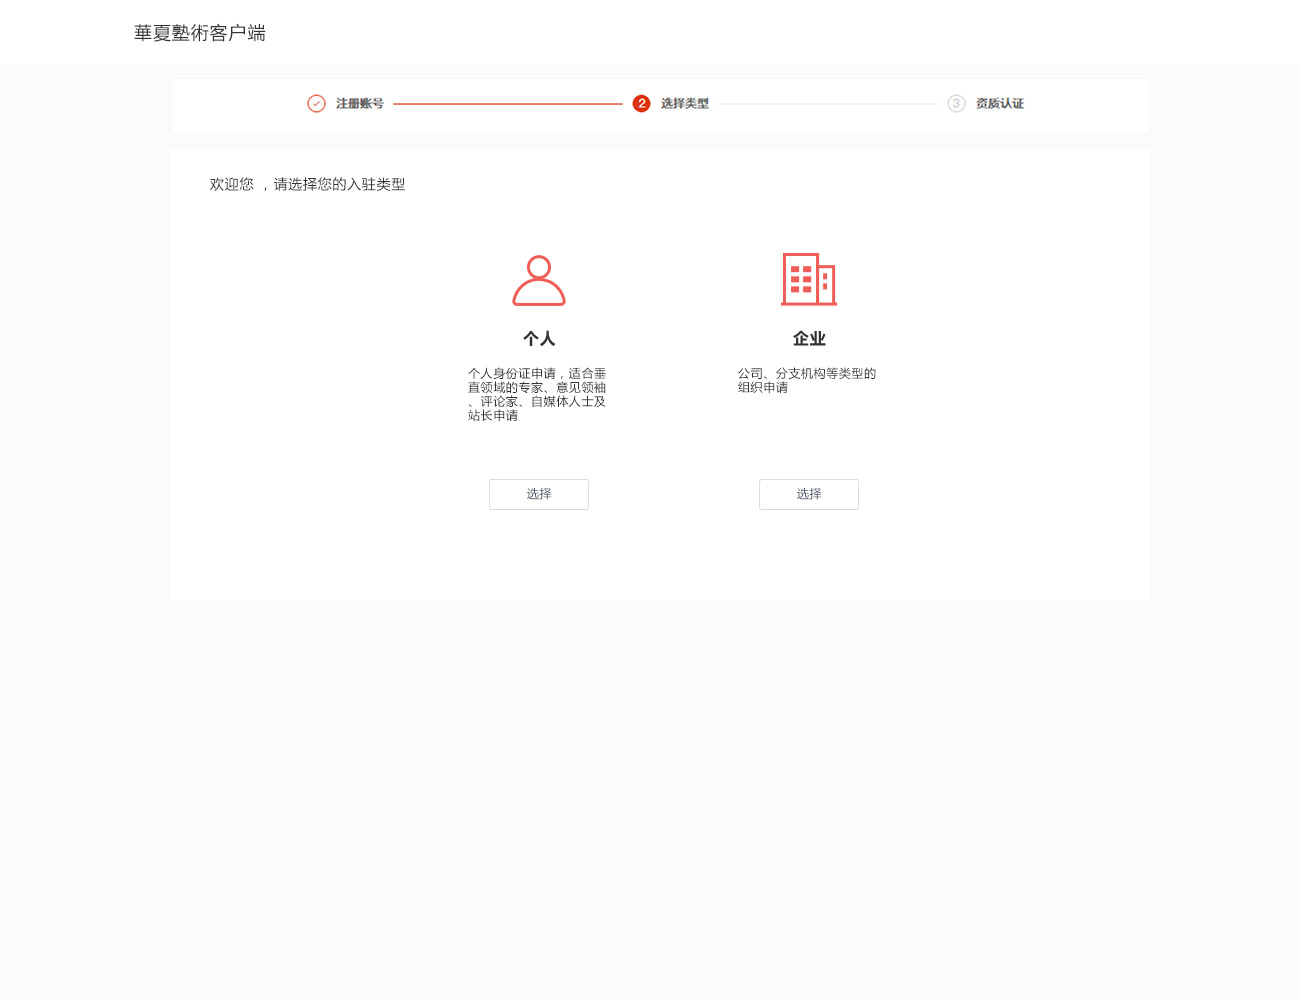 華夏塾術客户端
注册账号
2 选择类型
3 资质认证
欢迎您 ，请选择您的入驻类型
个人
个人身份证申请，适合垂
直领域的专家、意见领袖
、评论家、自媒体人士及
站长申请
选择
企业
公司、分支机构等类型的
组织申请
选择